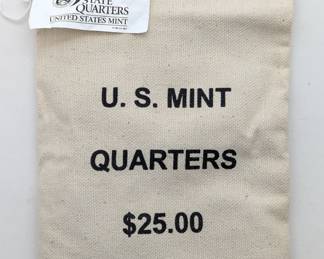 STATE
QUARTERS
UNITED STATES MINT
U. S. MINT
QUARTERS
$25.00